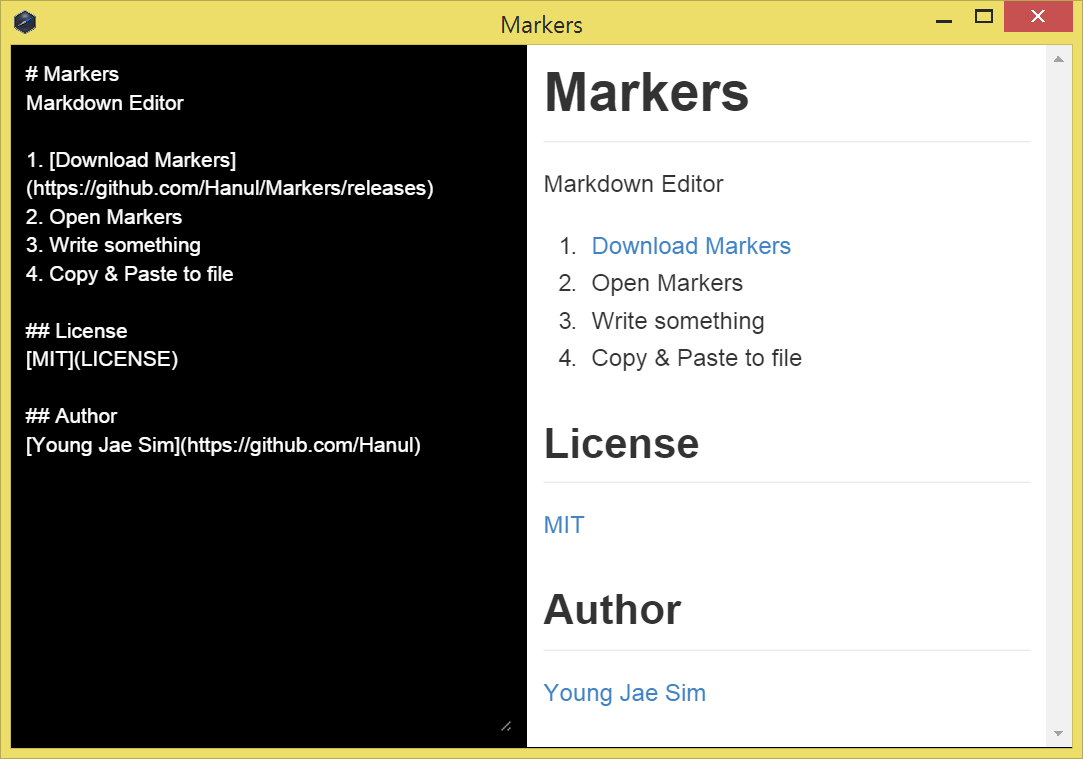 Markers
# Markers
Markdown Editor
1. [Download Markers]
(https://github.com/Hanul/Markers/releases)
2. Open Markers
3. Write something
4. Copy & Paste to file
## License
[MIT](LICENSE)
## Author
[Young Jae Sim](https://github.com/Hanul)
Markers
Markdown Editor
1. Download Markers
2. Open Markers
3. Write something
4. Copy & Paste to file
License
MIT
Author
Young Jae Sim